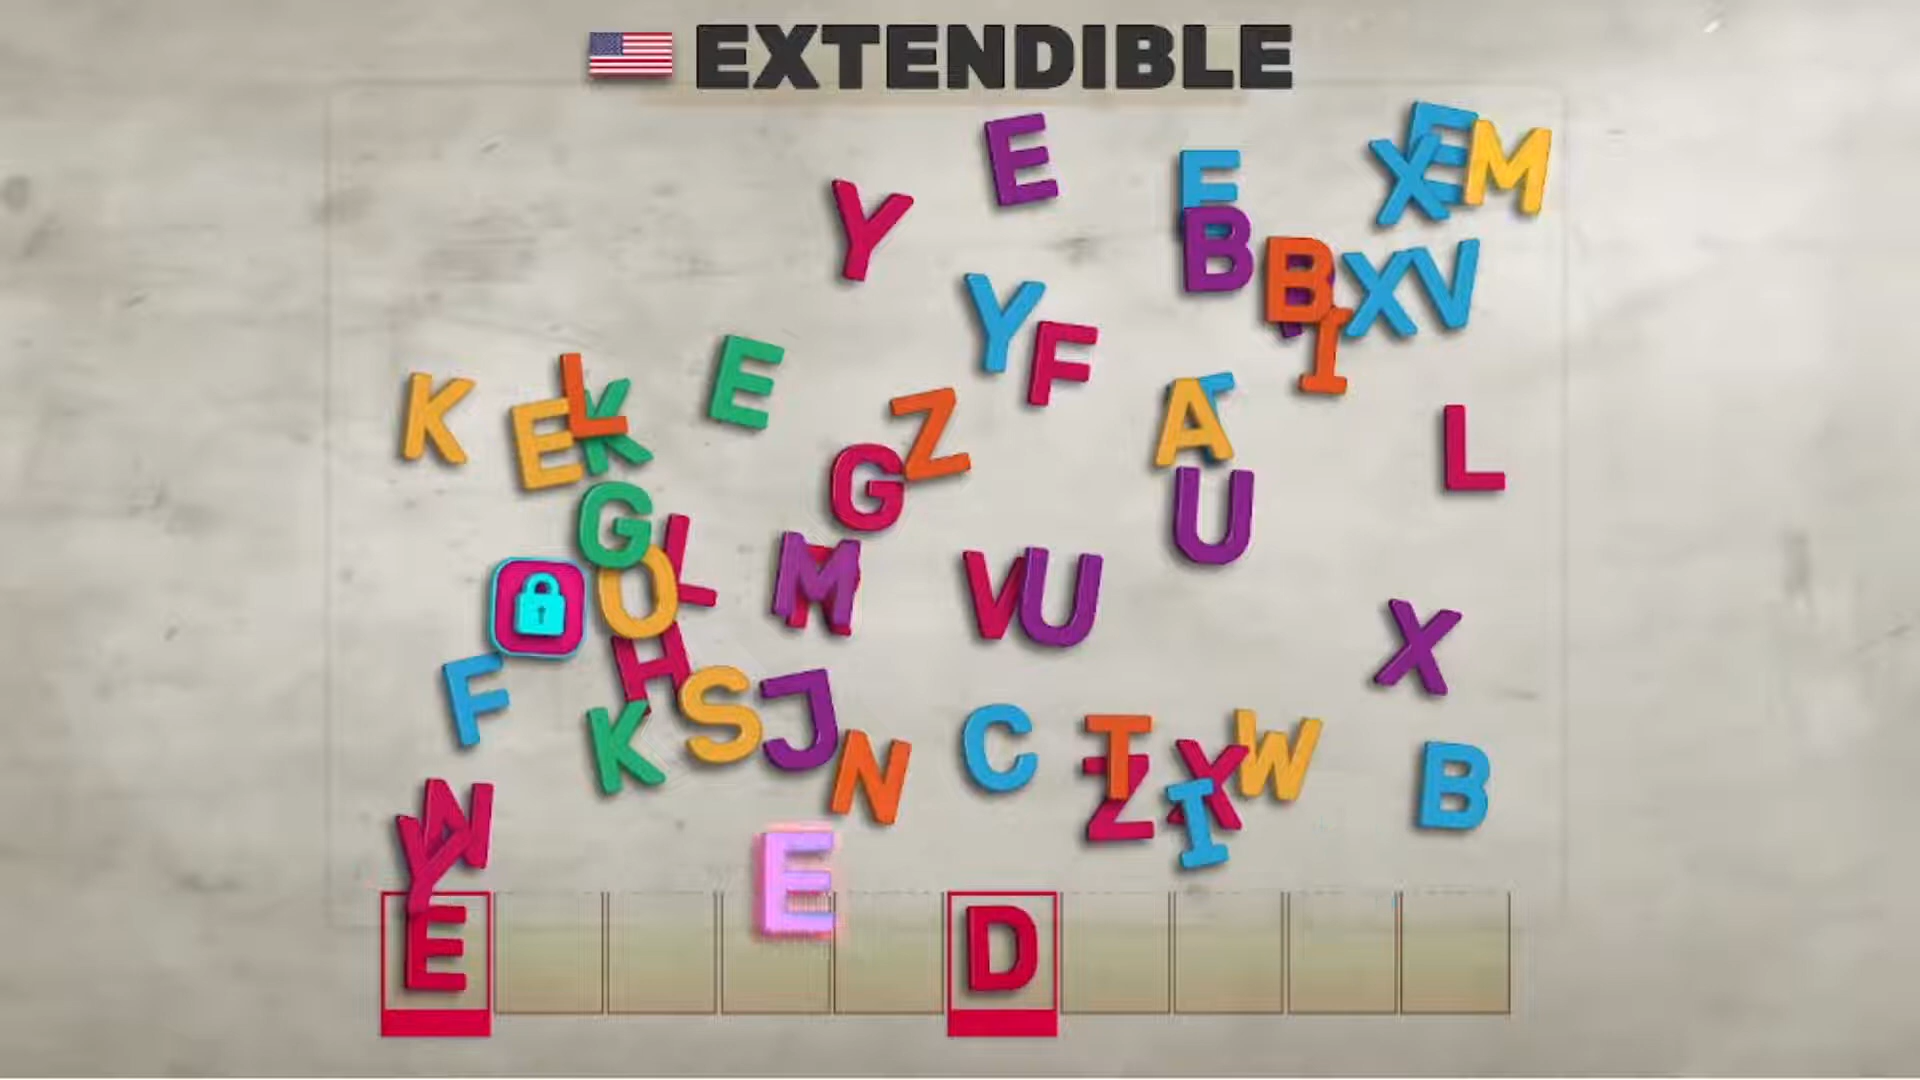 EXTENDIBLE
E E M
X
Y F
B B X V
Y F I
K E L K E Z A L
G U
G O L M V U X
F H
K S J N C T Z X W B
N I
Y E
E D